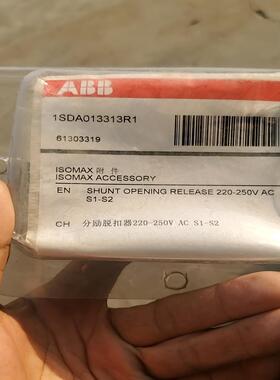 ABB
1SDA013313R1
61303319
ISOMAX 附件
ISOMAX ACCESSORY
EN SHUNT OPENING RELEASE 220-250V AC
S1-S2
CH 分励脱扣器220-250V AC S1-S2